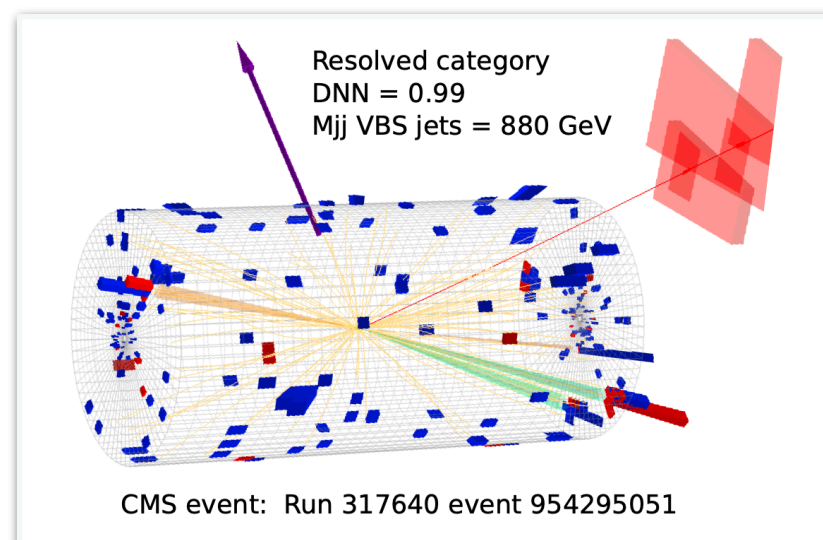 Resolved category
DNN = 0.99
Mjj VBS jets = 880 GeV
CMS event: Run 317640 event 954295051